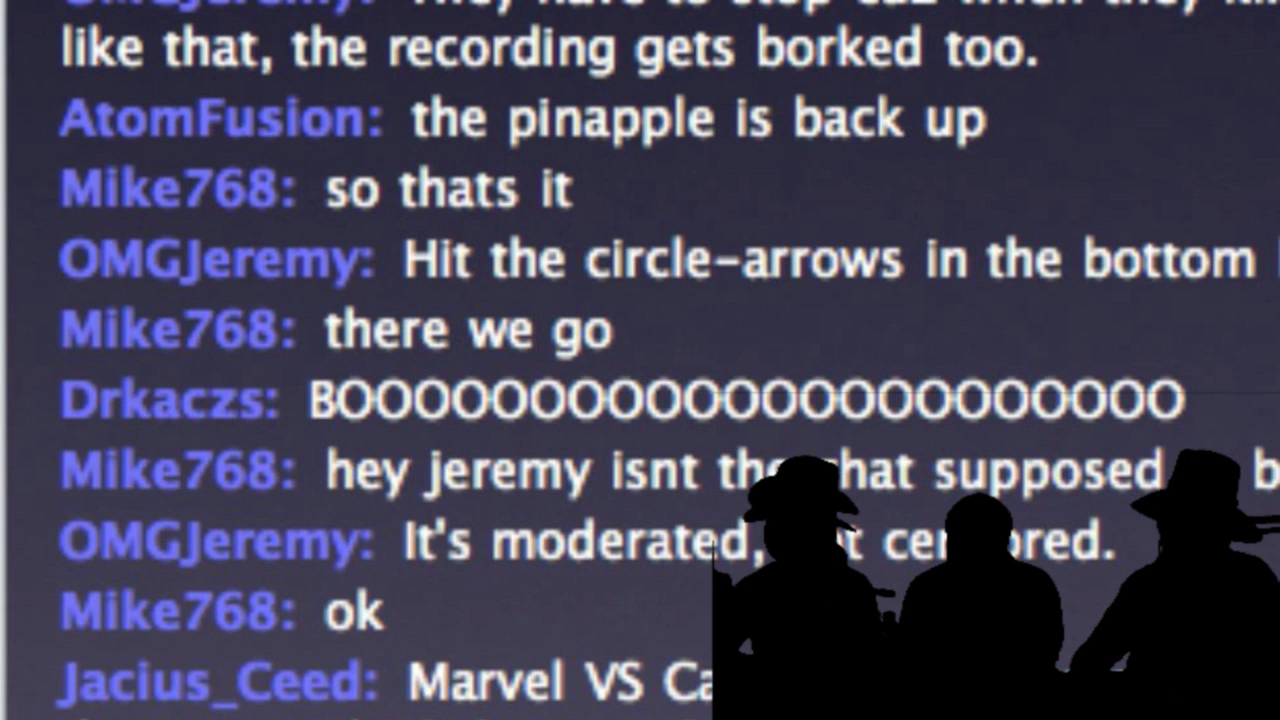 like that, the recording gets borked too.
AtomFusion: the pinapple is back up
Mike768: so thats it
OMGJeremy: Hit the circle-arrows in the bottom
Mike768: there we go
Drkaczs: BOOOOOOOOOOOOOOOOOOOOOO
Mike768: hey jeremy isnt supposed
OMGJeremy: It's moderated,
Mike768: ok
Jacius_Ceed: Marvel VS